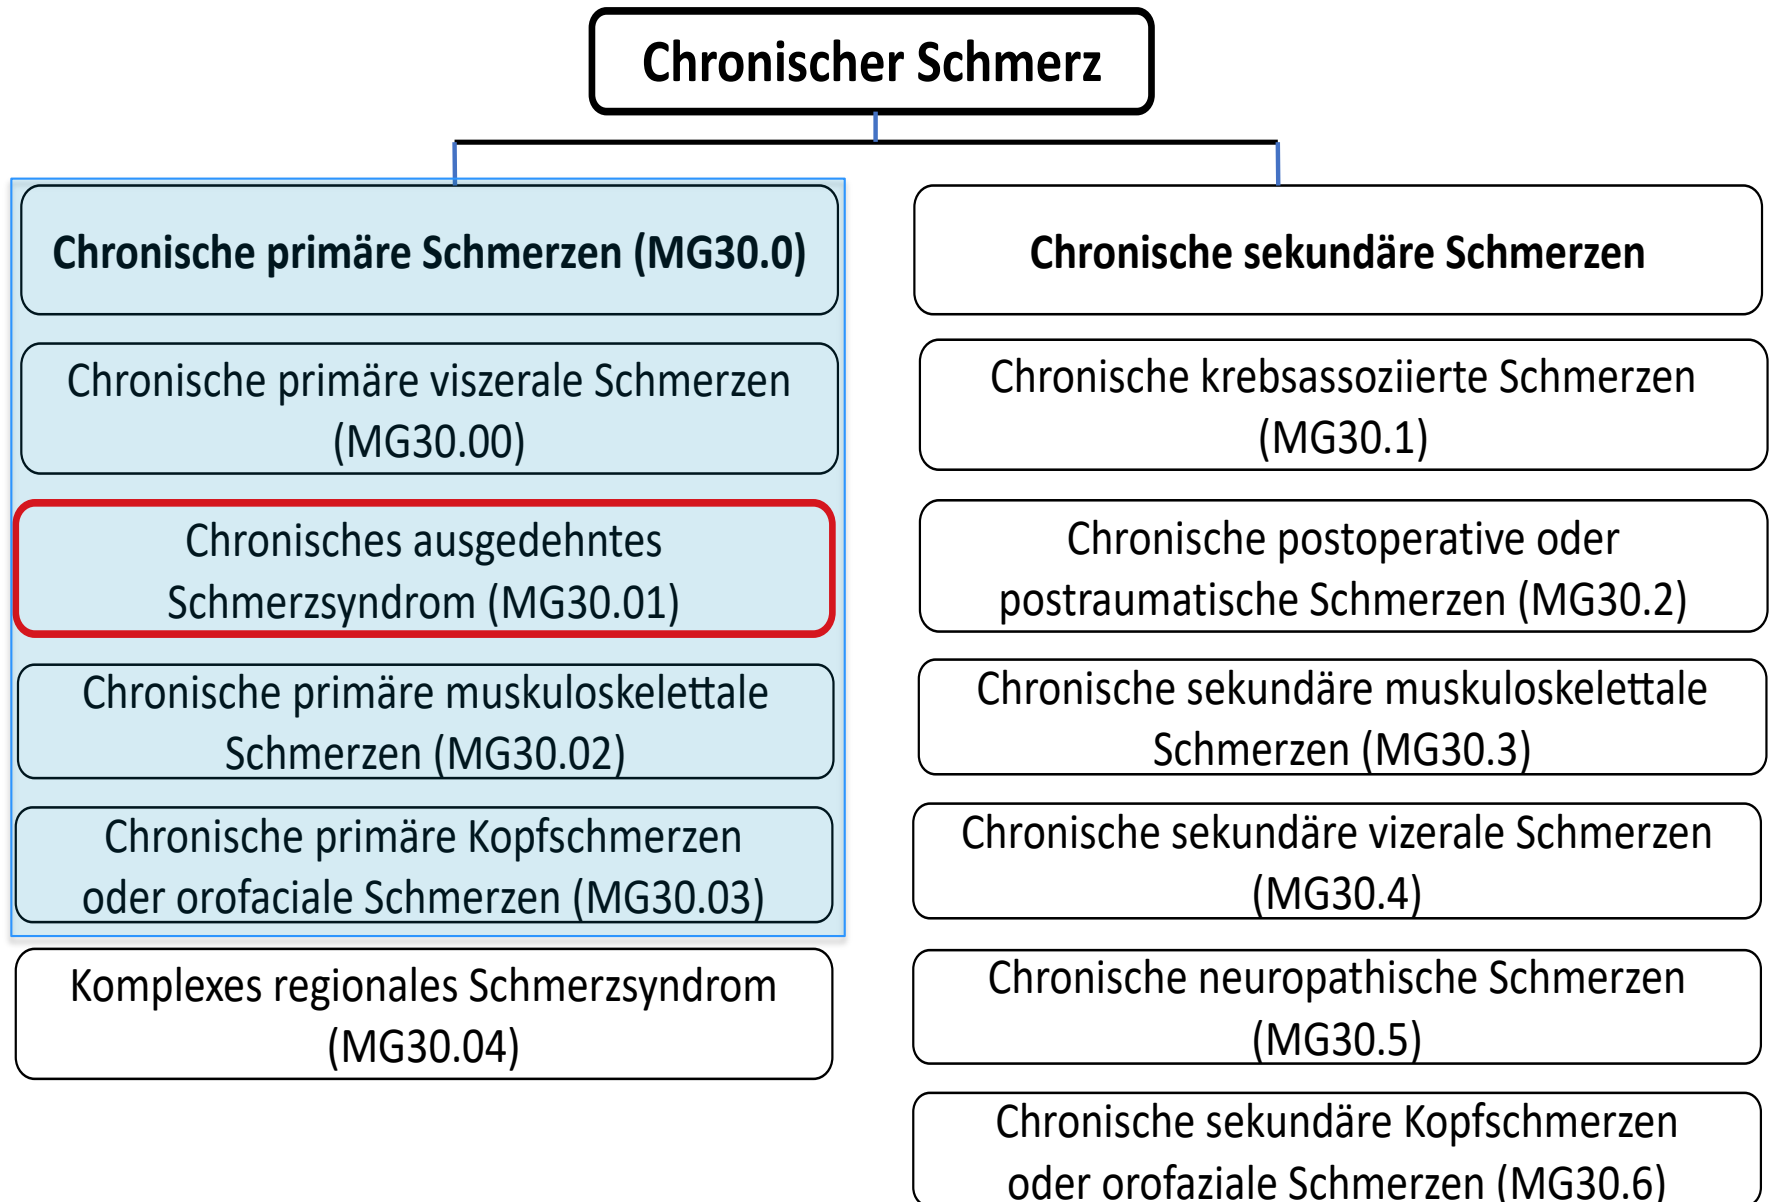 Chronischer Schmerz
Chronische primäre Schmerzen (MG30.0)
Chronische primäre viszerale Schmerzen
(MG30.00)
Chronisches ausgedehntes
Schmerzsyndrom (MG30.01)
Chronische primäre muskuloskelettale
Schmerzen (MG30.02)
Chronische primäre Kopfschmerzen
oder orofaciale Schmerzen (MG30.03)
Komplexes regionales Schmerzsyndrom
(MG30.04)
Chronische sekundäre Schmerzen
Chronische krebsassoziierte Schmerzen
(MG30.1)
Chronische postoperative oder
postraumatische Schmerzen (MG30.2)
Chronische sekundäre muskuloskelettale
Schmerzen (MG30.3)
Chronische sekundäre vizerale Schmerzen
(MG30.4)
Chronische neuropathische Schmerzen
(MG30.5)
Chronische sekundäre Kopfschmerzen
oder orofaziale Schmerzen (MG30.6)